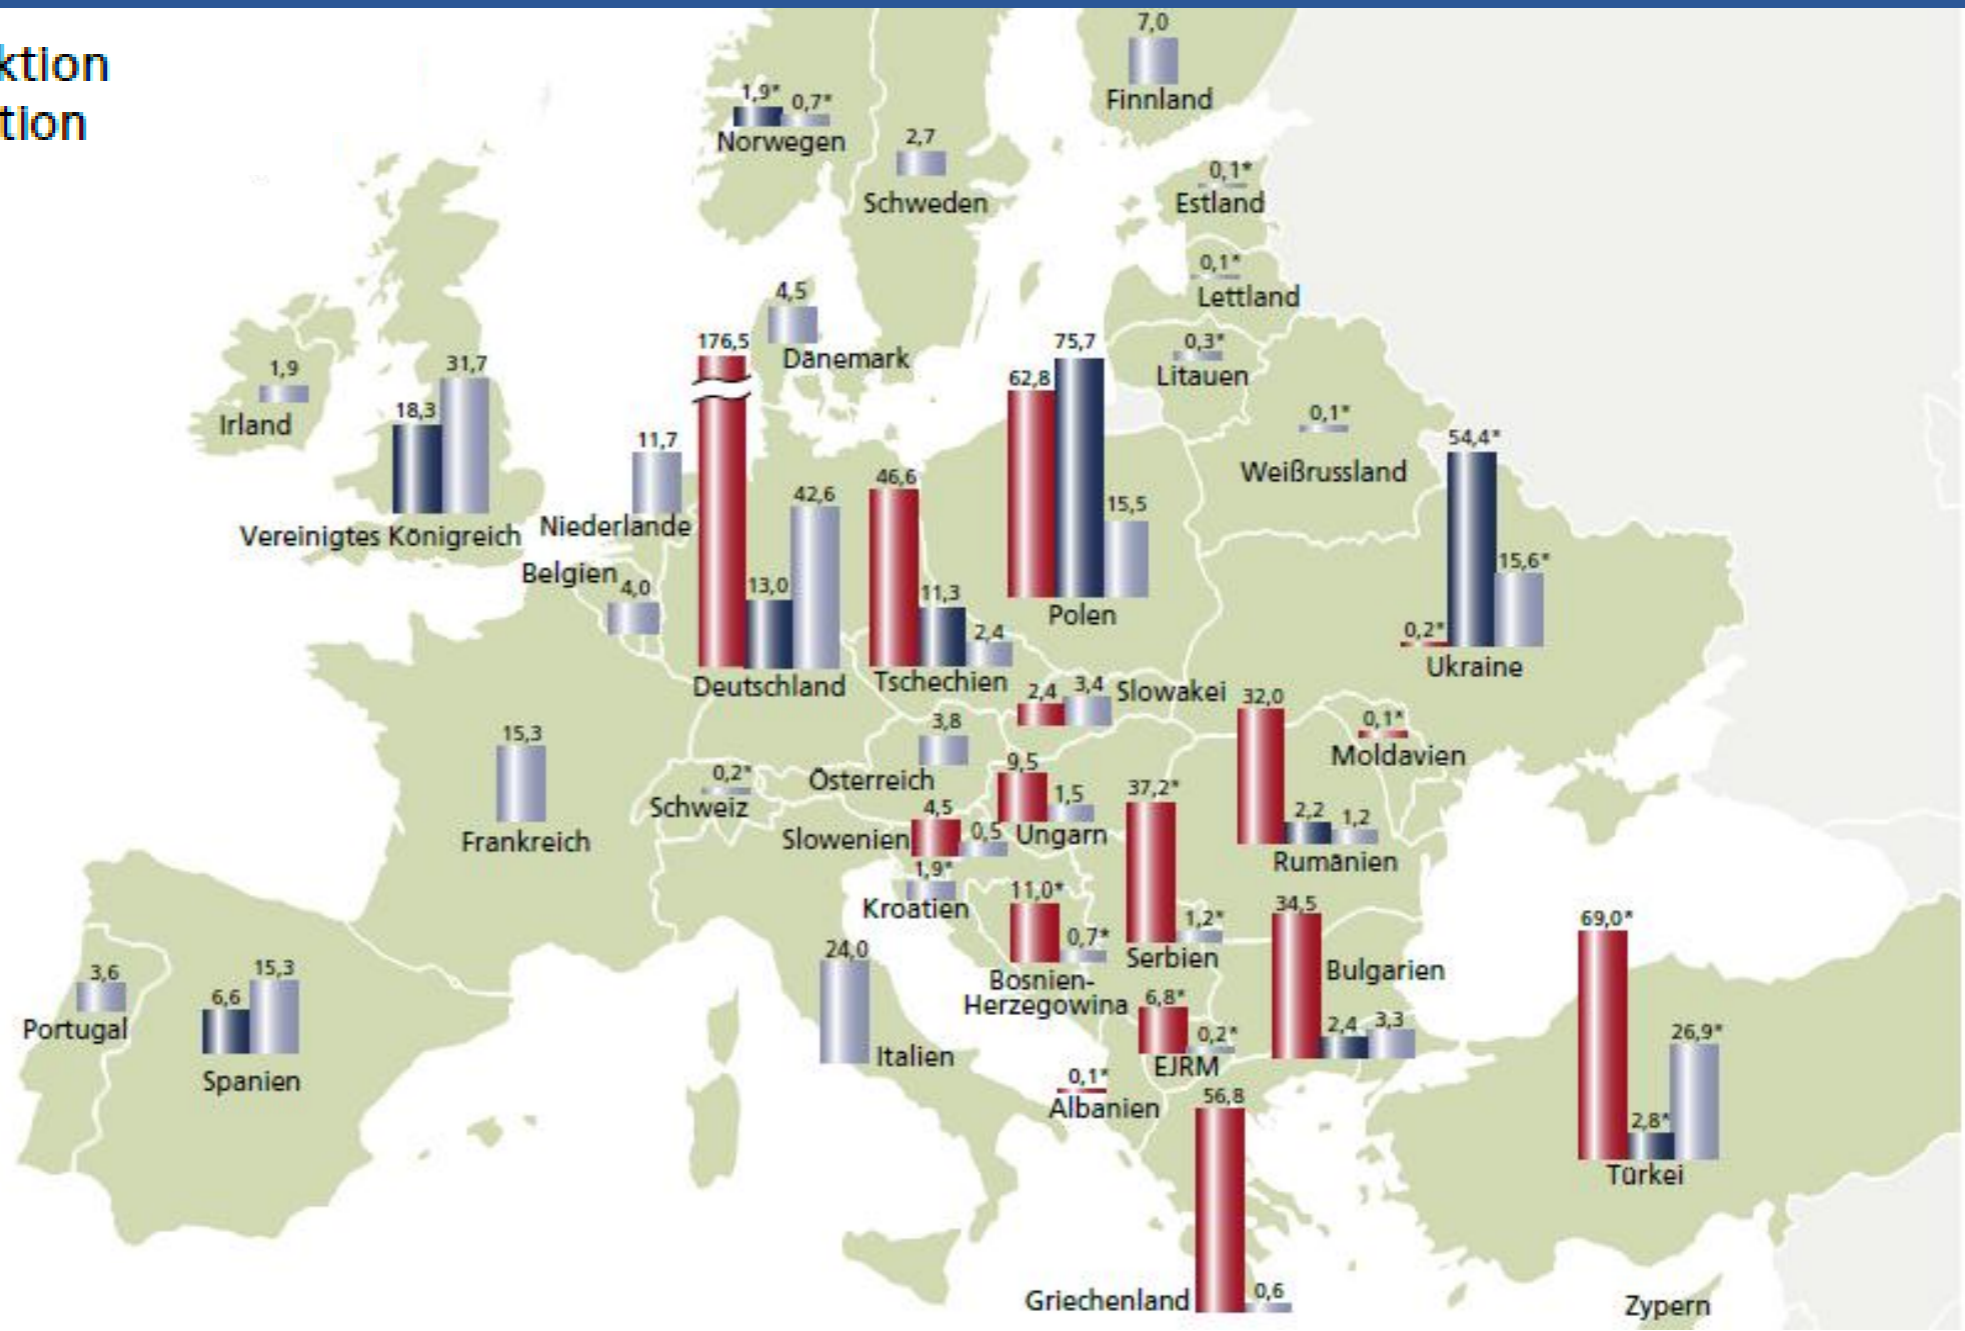 ktion
tion
7,0
Finnland
1,9*
0,7*
Norwegen
2,7
Schweden
0,1*
Estland
0,1*
Lettland
0,3*
Litauen
4,5
Dänemark
1,9
Irland
18,3
31,7
Vereinigtes Königreich
11,7
Niederlande
Belgien
4,0
176,5
13,0
42,6
Deutschland
46,6
11,3
2,4
Tschechien
62,8
75,7
15,5
Polen
0,1*
Weißrussland
54,4*
15,6*
0,2*
Ukraine
2,4
3,4
Slowakei
32,0
2,2
1,2
Rumänien
0,1*
Moldavien
15,3
Frankreich
0,2*
Schweiz
3,8
Österreich
9,5
1,5
Ungarn
4,5
0,5
Slowenien
1,9*
Kroatien
37,2*
1,2*
Serbien
11,0*
0,7*
Bosnien-
Herzegowina
34,5
2,4
3,3
Bulgarien
69,0*
2,8*
26,9*
Türkei
3,6
Portugal
6,6
15,3
Spanien
24,0
Italien
6,8*
0,2*
EJRM
0,1*
Albanien
56,8
0,6
Griechenland
Zypern